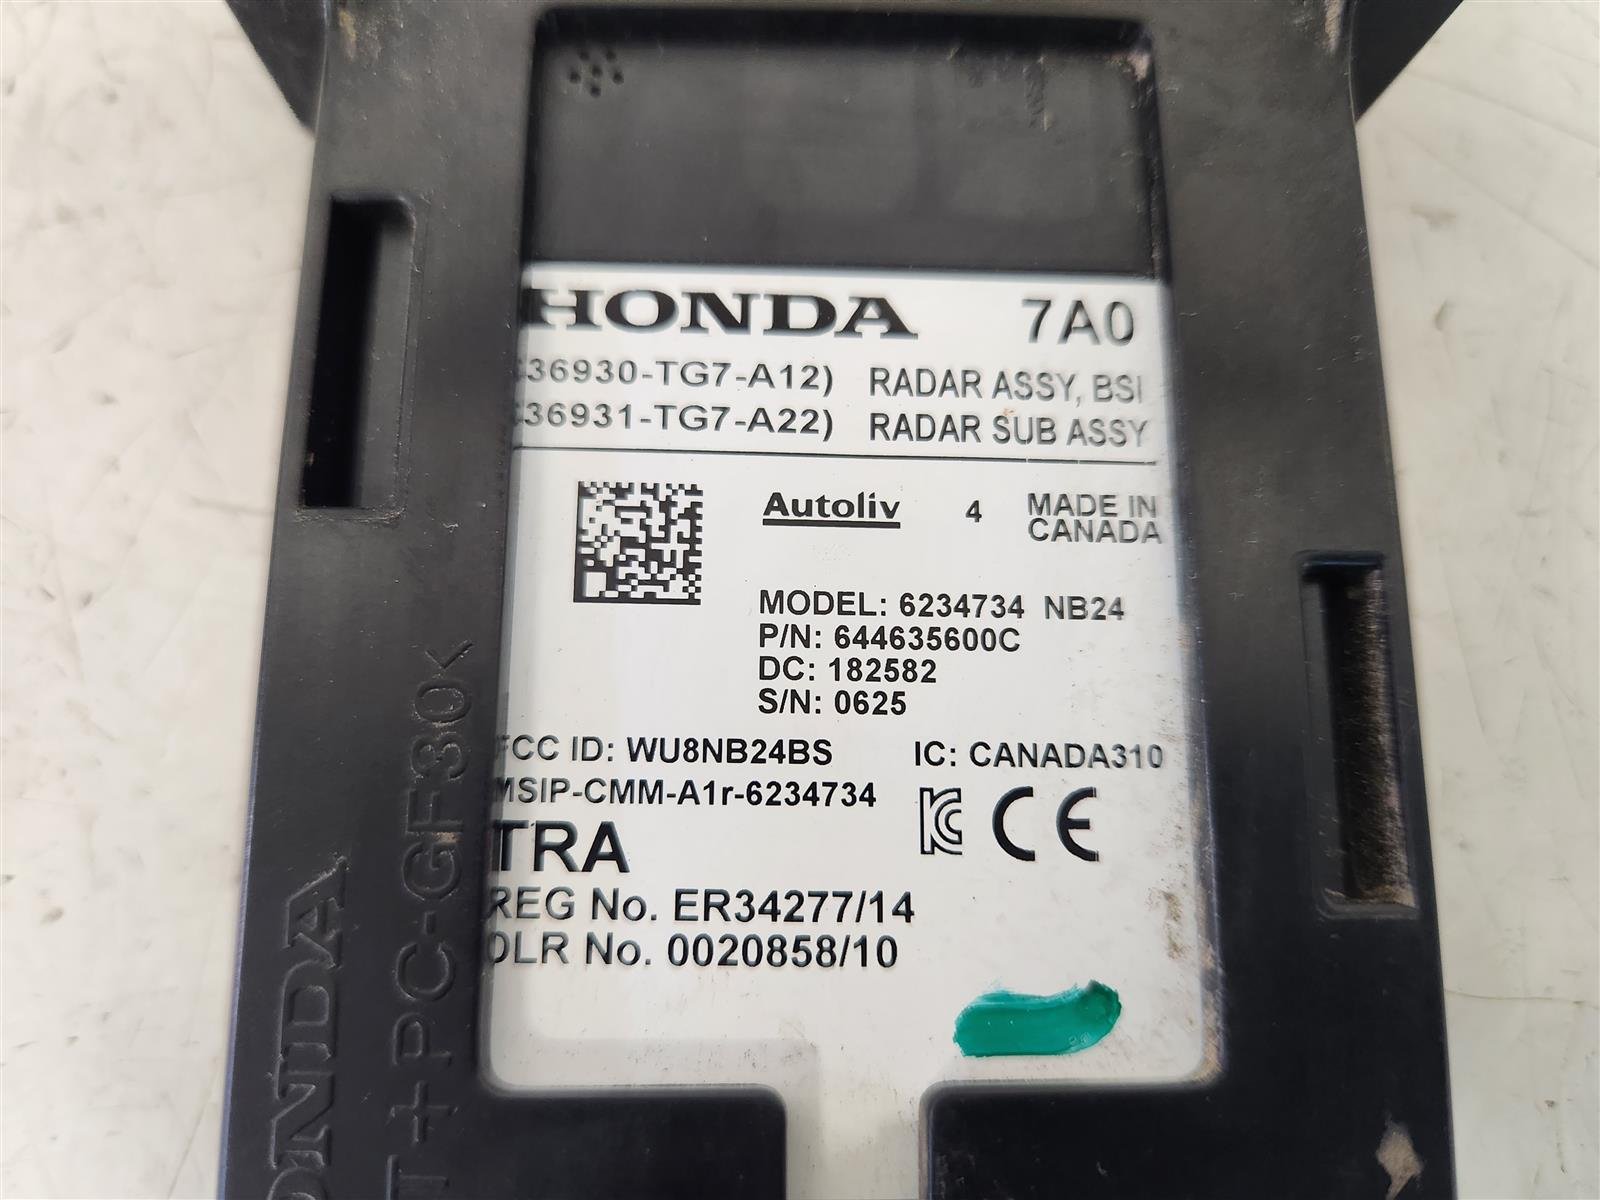 HONDA 7A0
36930-TG7-A12) RADAR ASSY, BSI
36931-TG7-A22) RADAR SUB ASSY
Autoliv 4 MADE IN
CANADA
MODEL: 6234734 NB24
P/N: 644635600C
DC: 182582
S/N: 0625
FCC ID: WU8NB24BS IC: CANADA310
MSIP-CMM-A1r-6234734
KC CE
TRA
REG No. ER34277/14
DLR No. 0020858/10
HONDA
T+PC-GF30<